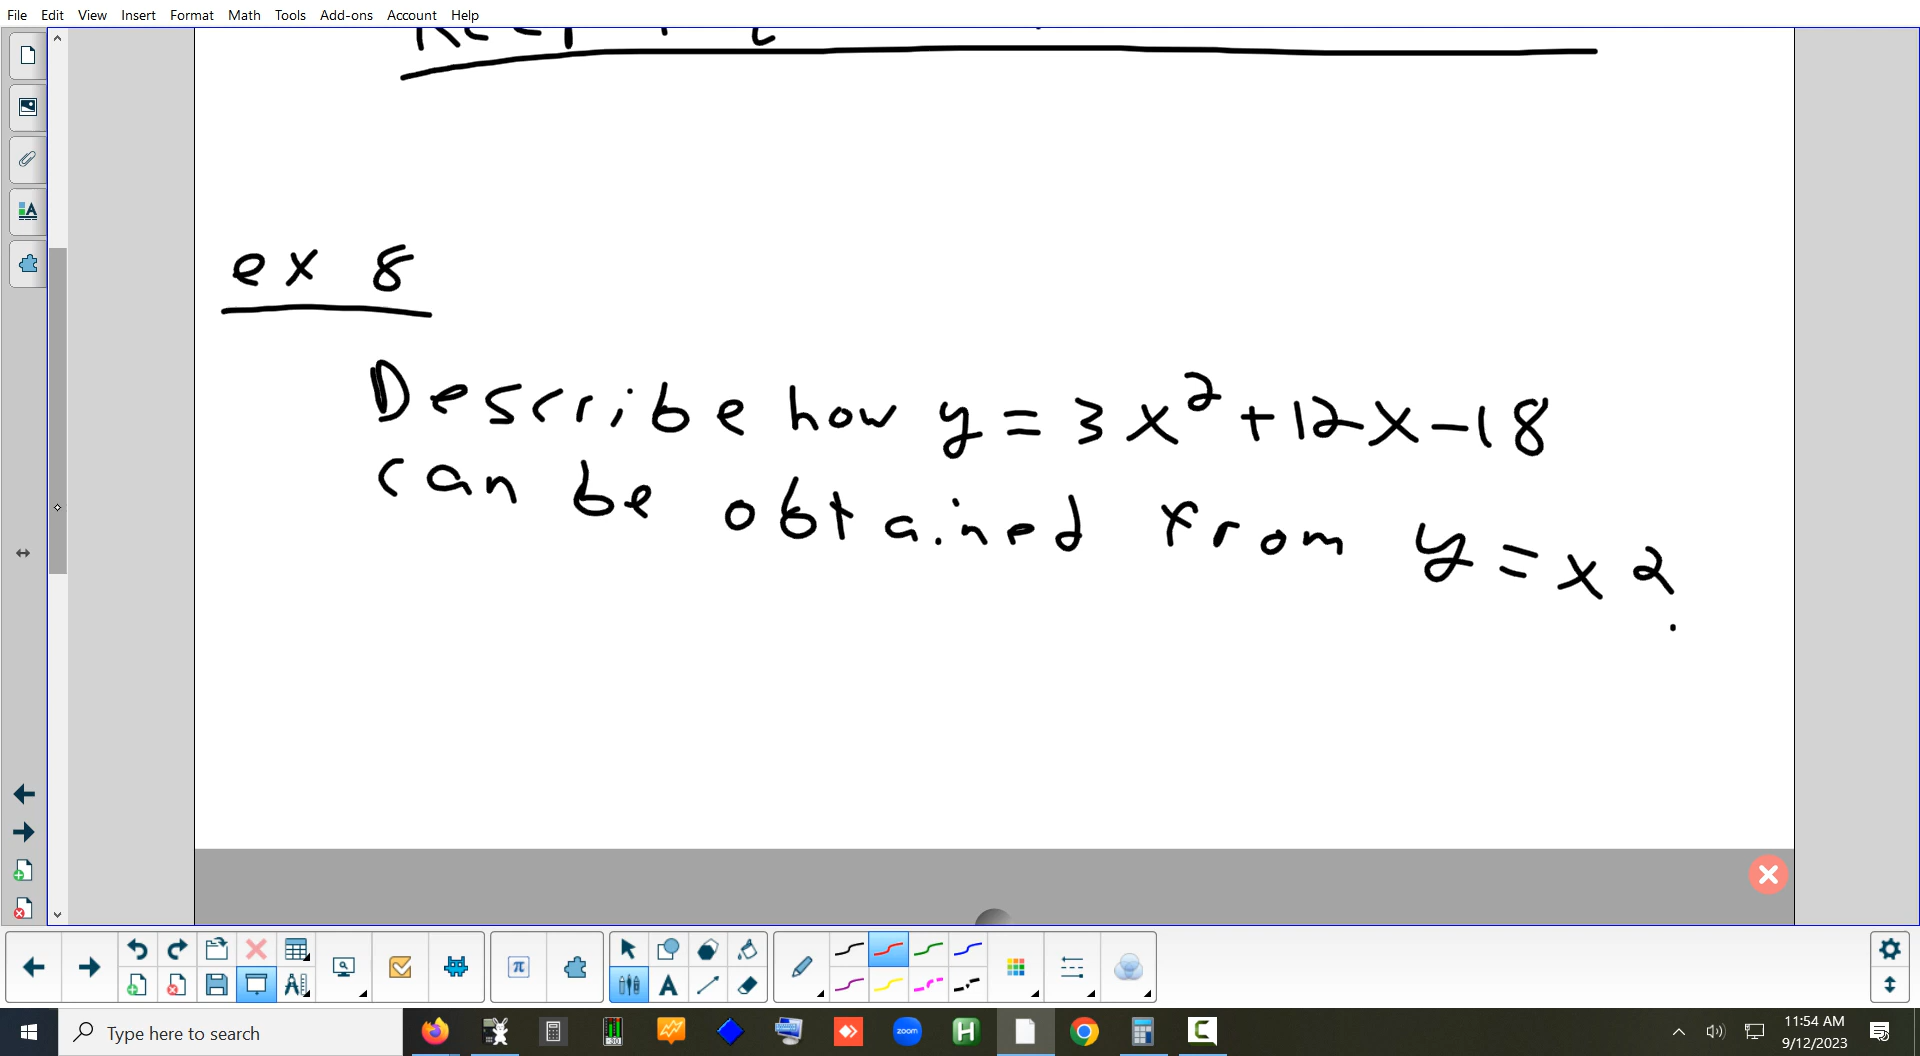 File Edit View Insert Format Math Tools Add-ons Account Help
ex 8
Describe how y = 3x² + 12x - 18
can be obtained from y = x²
.
A
π
A
Type here to search
zoom
H
C
11:54 AM
9/12/2023